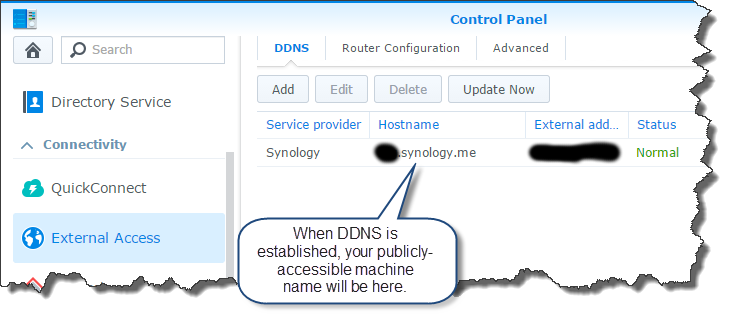 Control Panel
Search
DDNS Router Configuration Advanced
Add Edit Delete Update Now
Directory Service
Service provider Hostname External add... Status
Connectivity
Synology .synology.me Normal
QuickConnect
External Access
When DDNS is
established, your publicly-
accessible machine
name will be here.